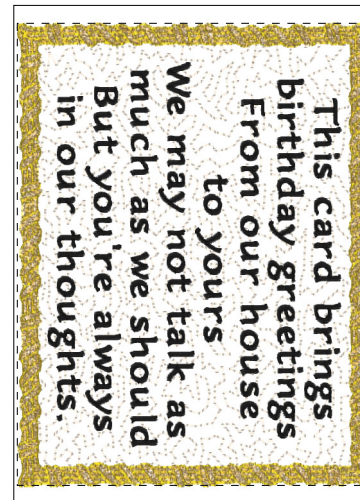 This card brings
birthday greetings
From our house
to yours
We may not talk as
much as we should
But you're always
in our thoughts.